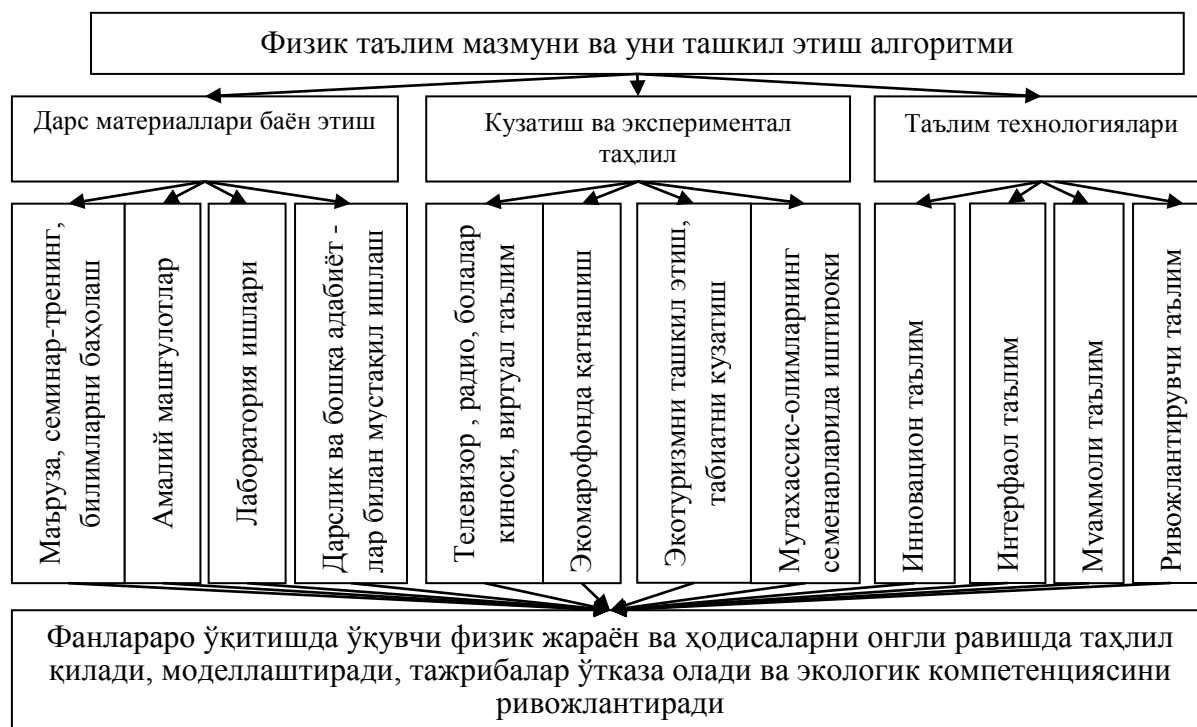 Физик таълим мазмуни ва уни ташкил этиш алгоритми
Дарс материаллари баён этиш
Кузатиш ва экспериментал
таҳлил
Таълим технологиялари
Маъруза, семинар-тренинг,
билимларни баҳолаш
Амалий машғулотлар
Лаборатория ишлари
Дарслик ва бошқа адабиёт -
лар билан мустақил ишлаш
Телевизор , радио, болалар
киноси, виртуал таълим
Экомарофонда қатнашиш
Экотуризмни ташкил этиш,
табиатни кузатиш
Мутахассис-олимларнинг
семенарларида иштироки
Инновацион таълим
Интерфаол таълим
Муаммоли таълим
Ривожлантирувчи таълим
Фанлараро ўқитишда ўқувчи физик жараён ва ҳодисаларни онгли равишда таҳлил
қилади, моделлаштиради, тажрибалар ўтказа олади ва экологик компетенциясини
ривожлантиради